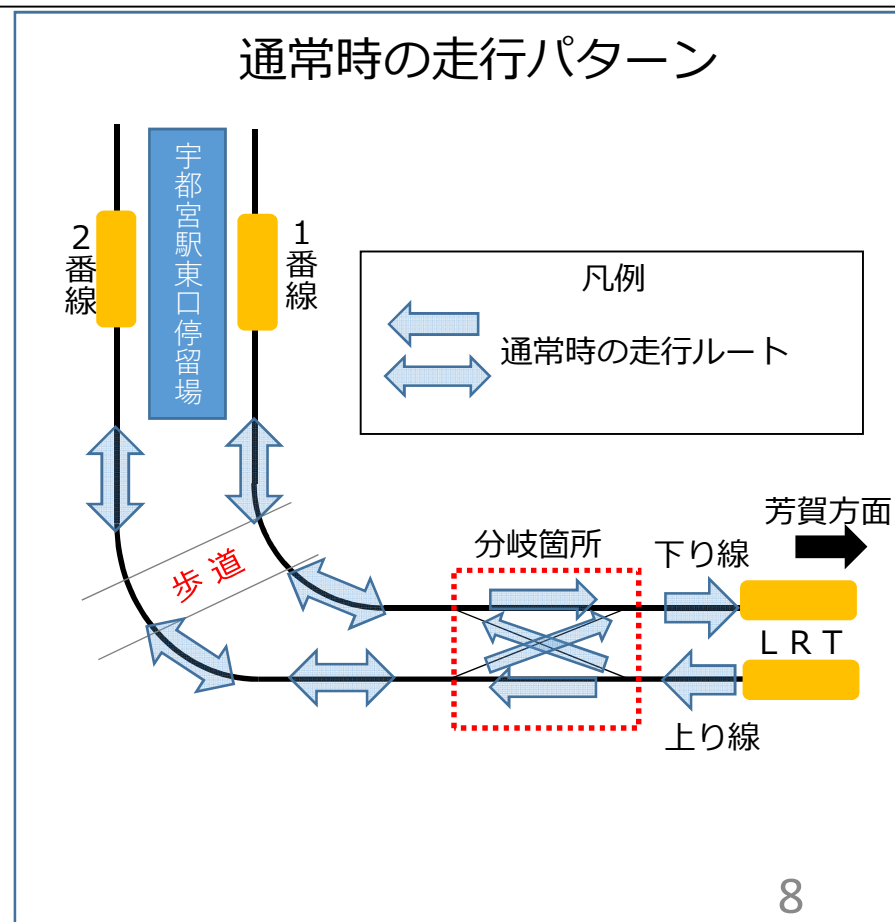 通常時の走行パターン
宇都宮駅東口停留場
２番線
１番線
凡例
通常時の走行ルート
歩道
分岐箇所
下り線
芳賀方面
ＬＲＴ
上り線
8